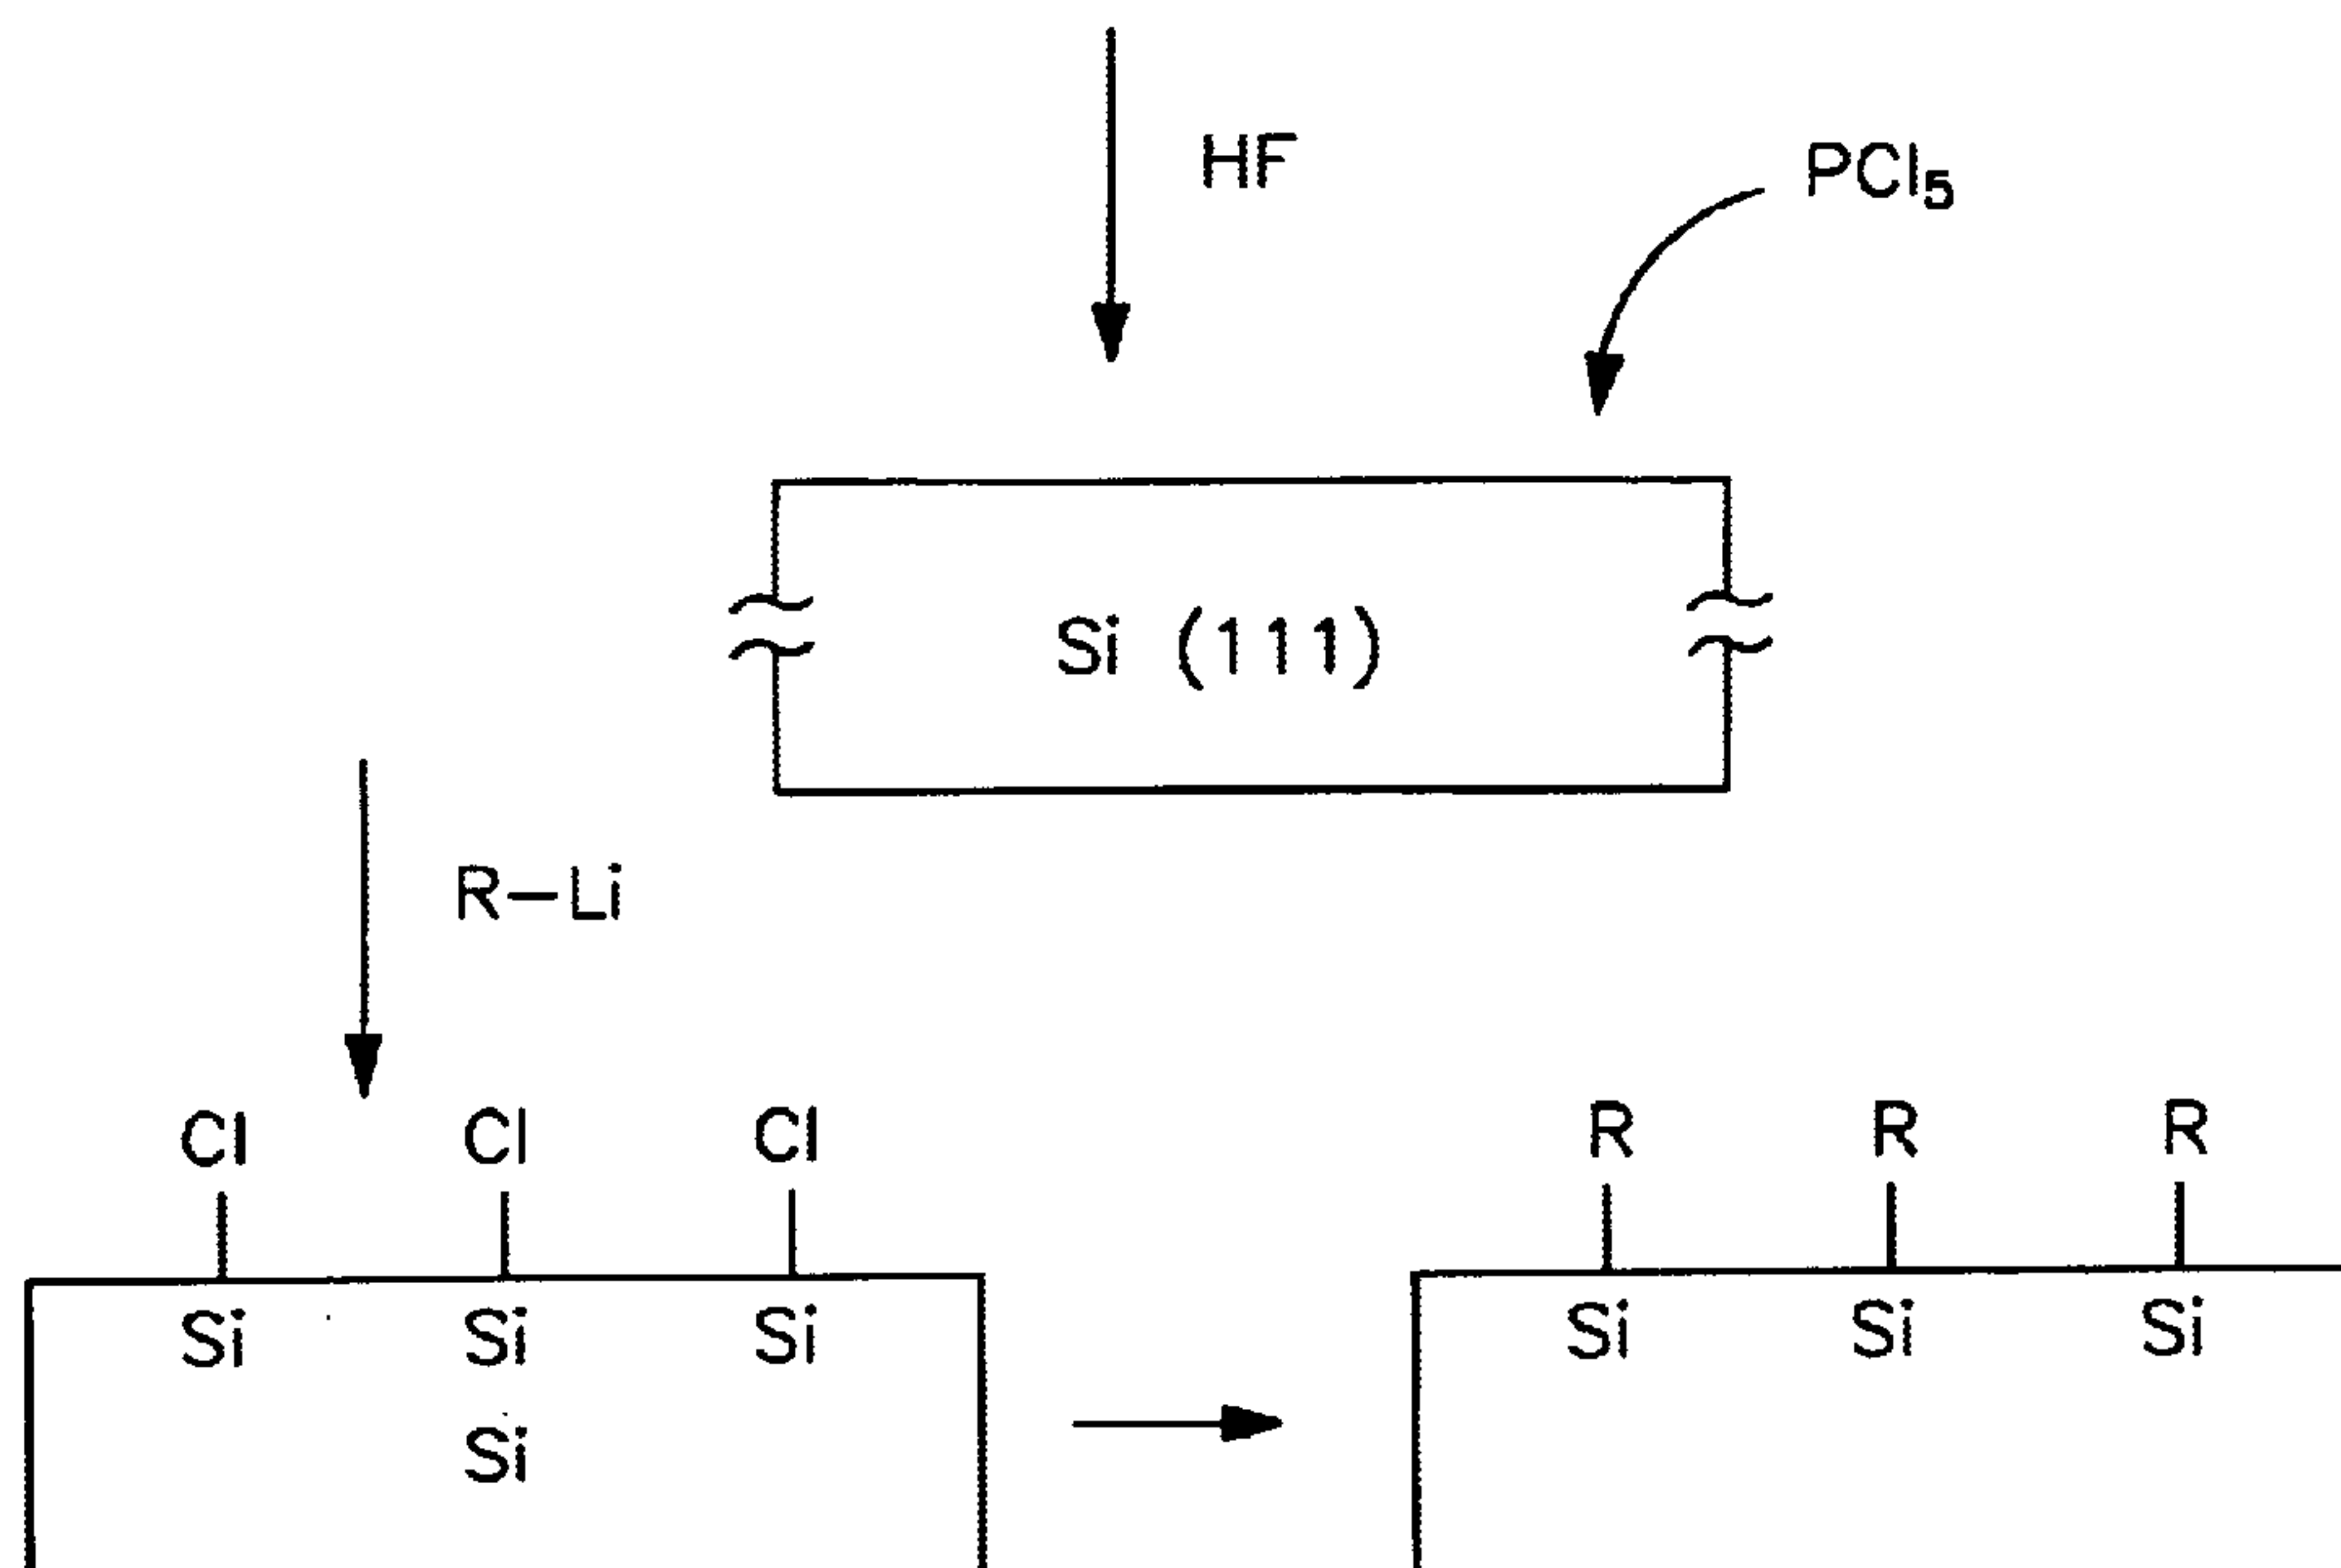 HF
PCl₅
Si (111)
R–Li
Cl Cl Cl
R R R
Si Si Si
Si Si Si
Si